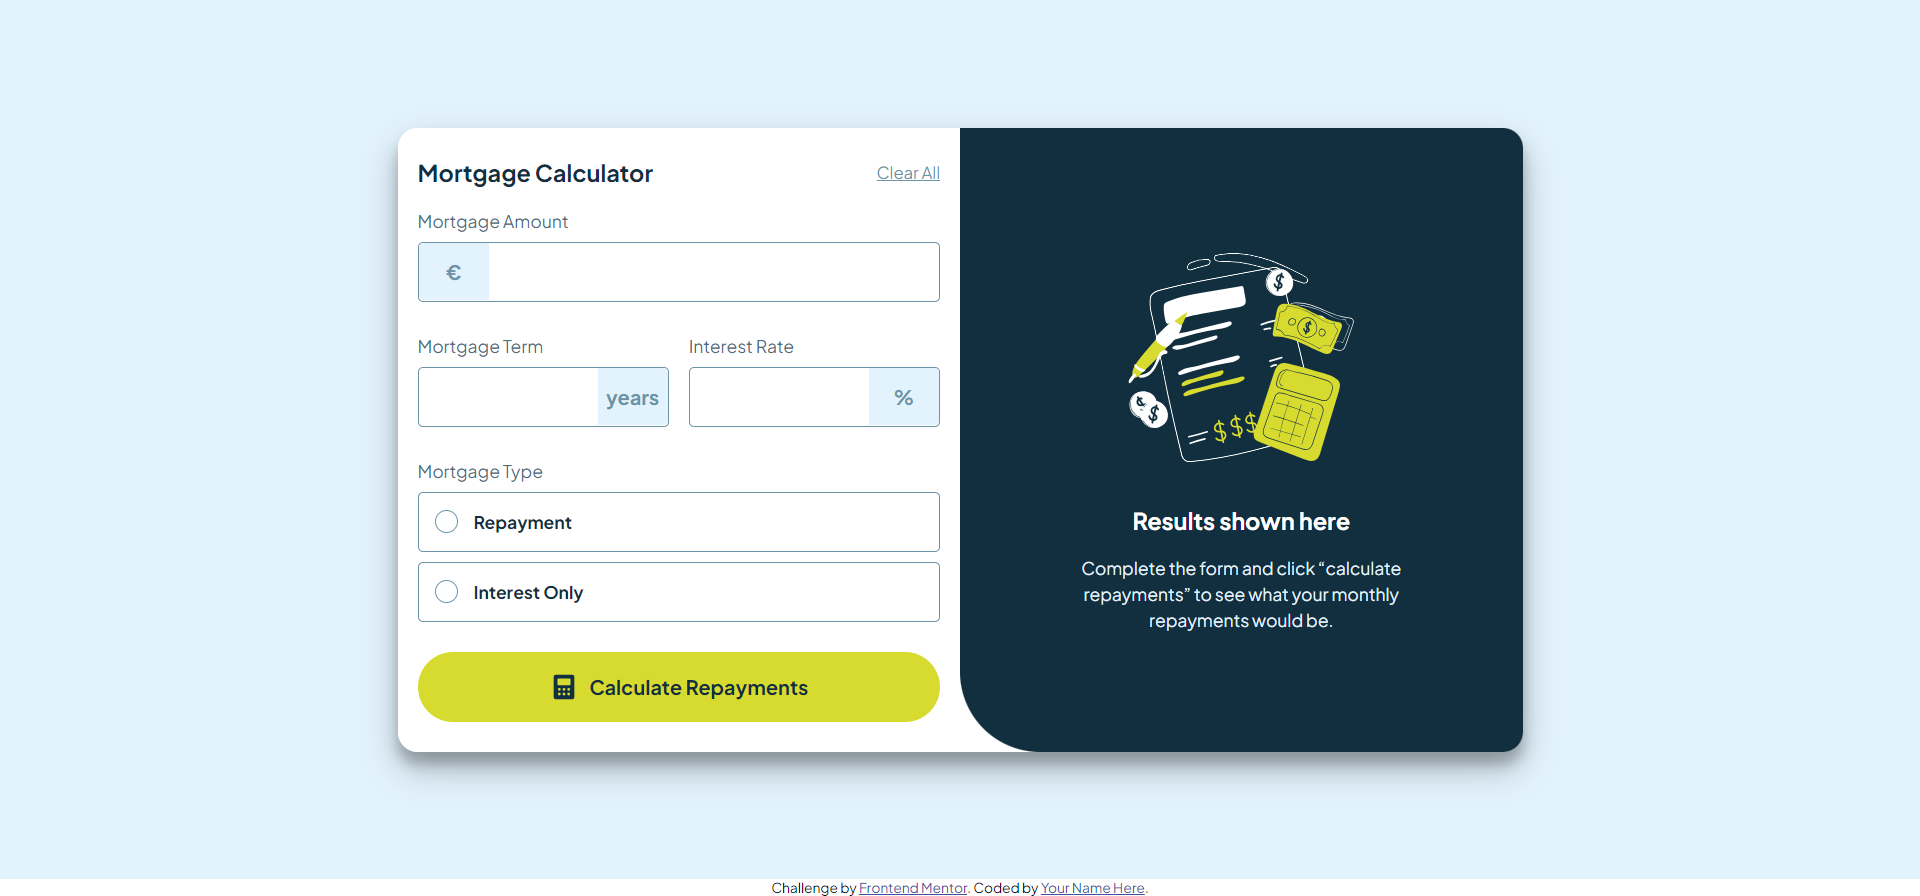 Mortgage Calculator
Clear All
Mortgage Amount
€
Mortgage Term
Interest Rate
years
%
Mortgage Type
Repayment
Interest Only
Calculate Repayments
$
$
$ $
$$$
Results shown here
Complete the form and click “calculate
repayments” to see what your monthly
repayments would be.
Challenge by Frontend Mentor. Coded by Your Name Here.